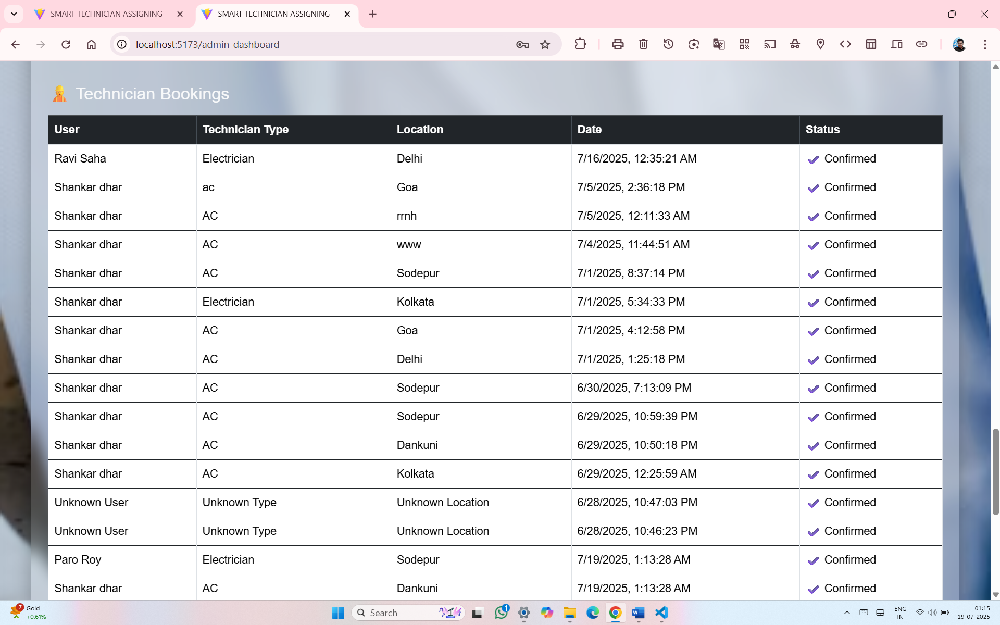 SMART TECHNICIAN ASSIGNING
SMART TECHNICIAN ASSIGNING
localhost:5173/admin-dashboard
Technician Bookings
User Technician Type Location Date Status
Ravi Saha Electrician Delhi 7/16/2025, 12:35:21 AM Confirmed
Shankar dhar ac Goa 7/5/2025, 2:36:18 PM Confirmed
Shankar dhar AC rrnh 7/5/2025, 12:11:33 AM Confirmed
Shankar dhar AC www 7/4/2025, 11:44:51 AM Confirmed
Shankar dhar AC Sodepur 7/1/2025, 8:37:14 PM Confirmed
Shankar dhar Electrician Kolkata 7/1/2025, 5:34:33 PM Confirmed
Shankar dhar AC Goa 7/1/2025, 4:12:58 PM Confirmed
Shankar dhar AC Delhi 7/1/2025, 1:25:18 PM Confirmed
Shankar dhar AC Sodepur 6/30/2025, 7:13:09 PM Confirmed
Shankar dhar AC Sodepur 6/29/2025, 10:59:39 PM Confirmed
Shankar dhar AC Dankuni 6/29/2025, 10:50:18 PM Confirmed
Shankar dhar AC Kolkata 6/29/2025, 12:25:59 AM Confirmed
Unknown User Unknown Type Unknown Location 6/28/2025, 10:47:03 PM Confirmed
Unknown User Unknown Type Unknown Location 6/28/2025, 10:46:23 PM Confirmed
Paro Roy Electrician Sodepur 7/19/2025, 1:13:28 AM Confirmed
Shankar dhar AC Dankuni 7/19/2025, 1:13:28 AM Confirmed
7 Gold
+0.61%
Search
1
ENG
IN
01:15
19-07-2025